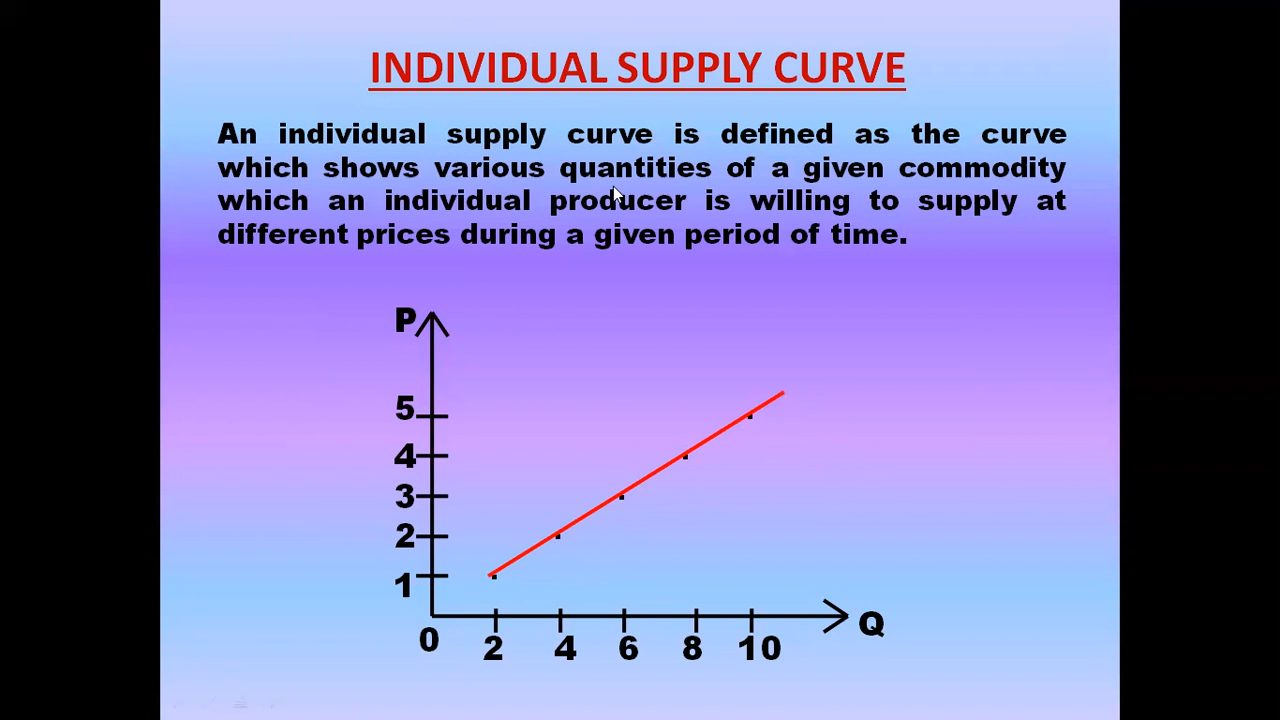 INDIVIDUAL SUPPLY CURVE
An individual supply curve is defined as the curve
which shows various quantities of a given commodity
which an individual producer is willing to supply at
different prices during a given period of time.
P
5
4
3
2
1
0 2 4 6 8 10 Q